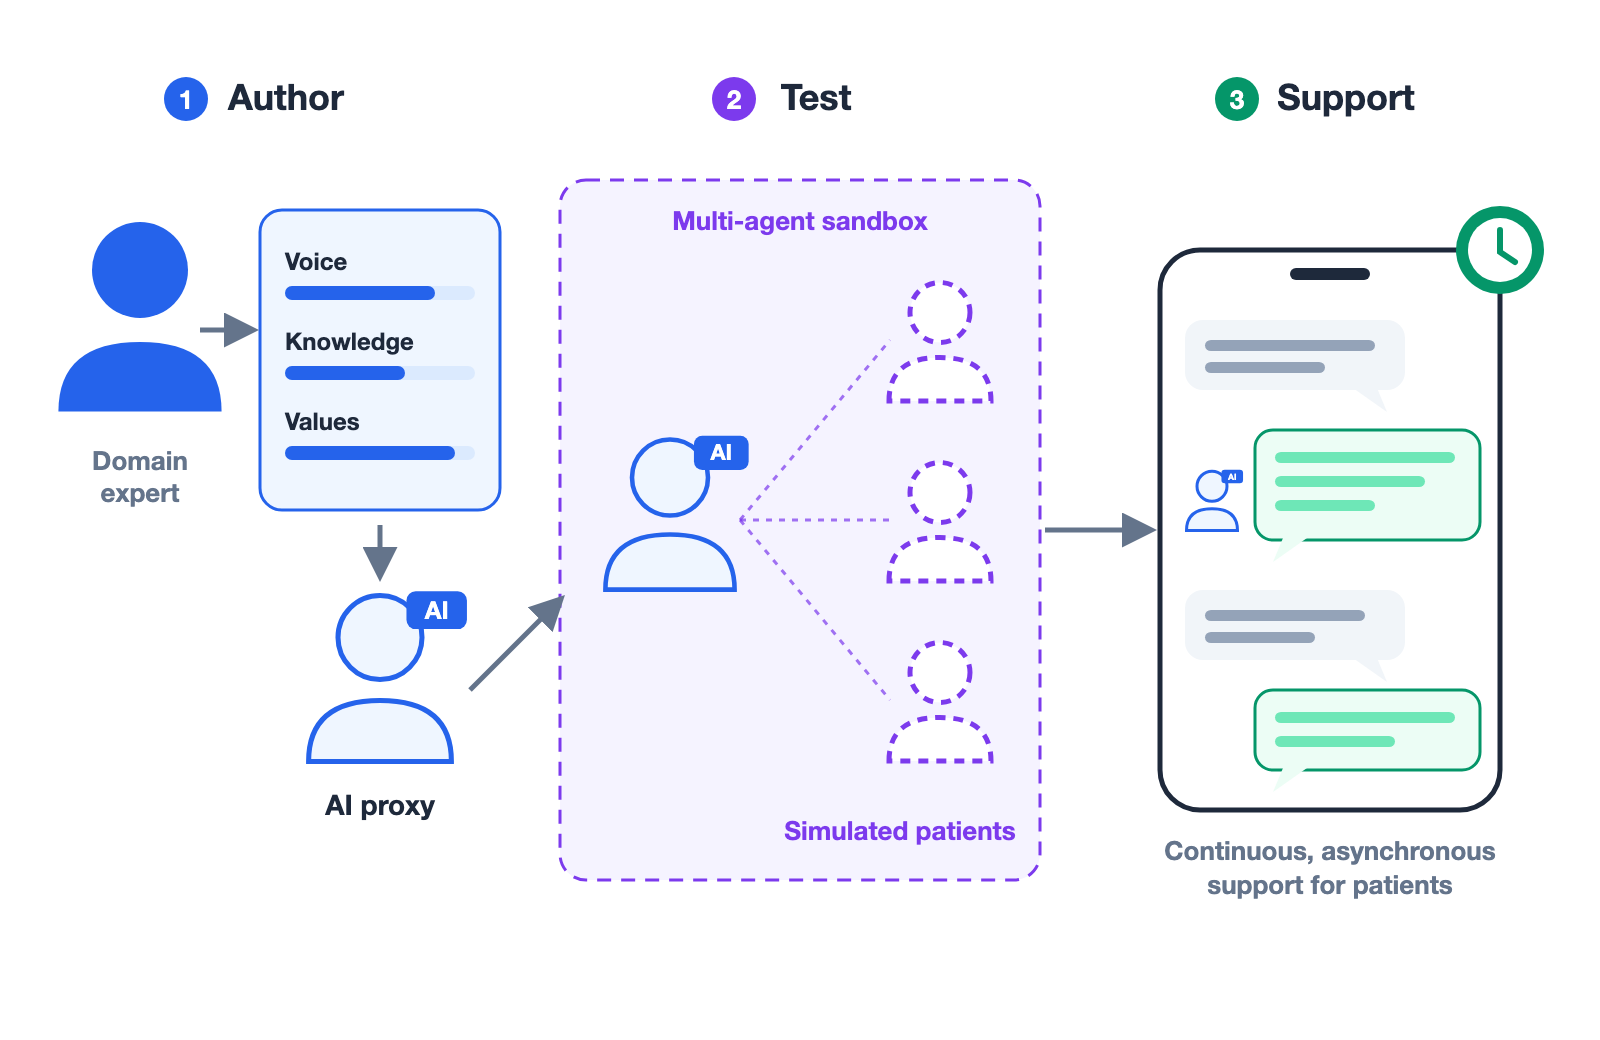 1 Author
2 Test
3 Support
Voice
Knowledge
Values
Domain
expert
AI
AI proxy
Multi-agent sandbox
AI
Simulated patients
AI
Continuous, asynchronous
support for patients